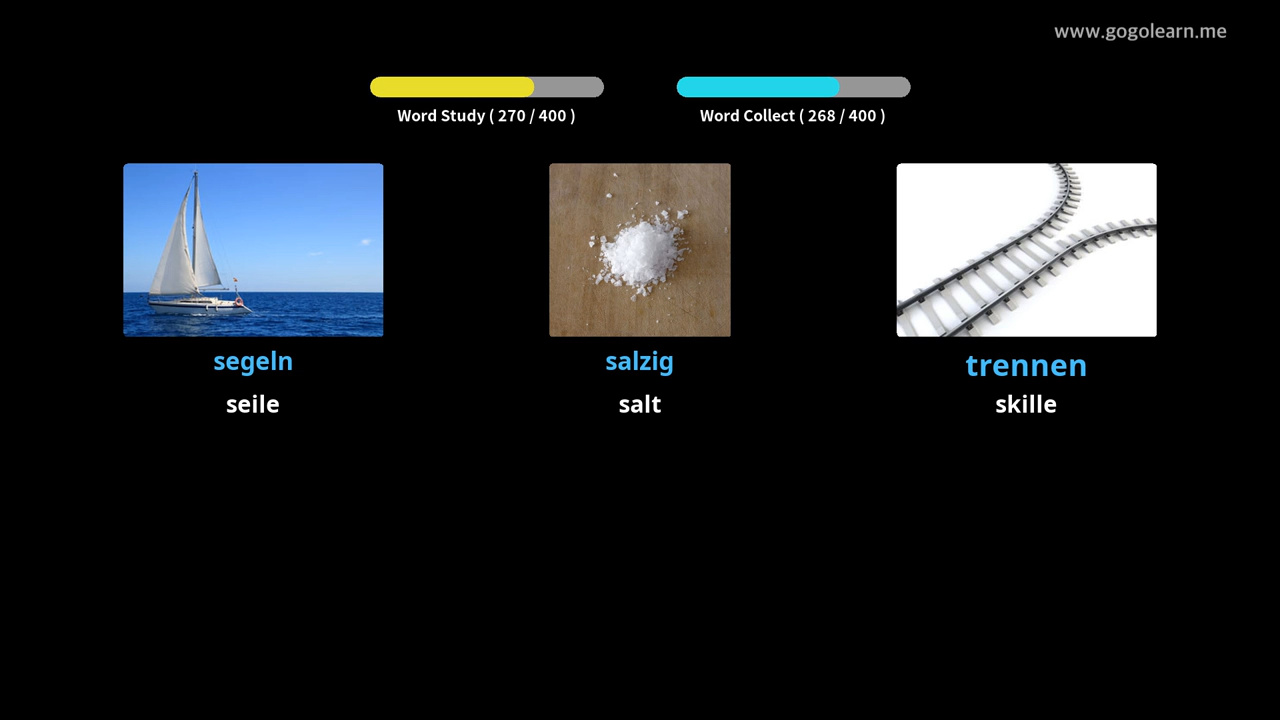 www.gogolearn.me
Word Study ( 270 / 400 )
Word Collect ( 268 / 400 )
segeln
salzig
trennen
seile
salt
skille